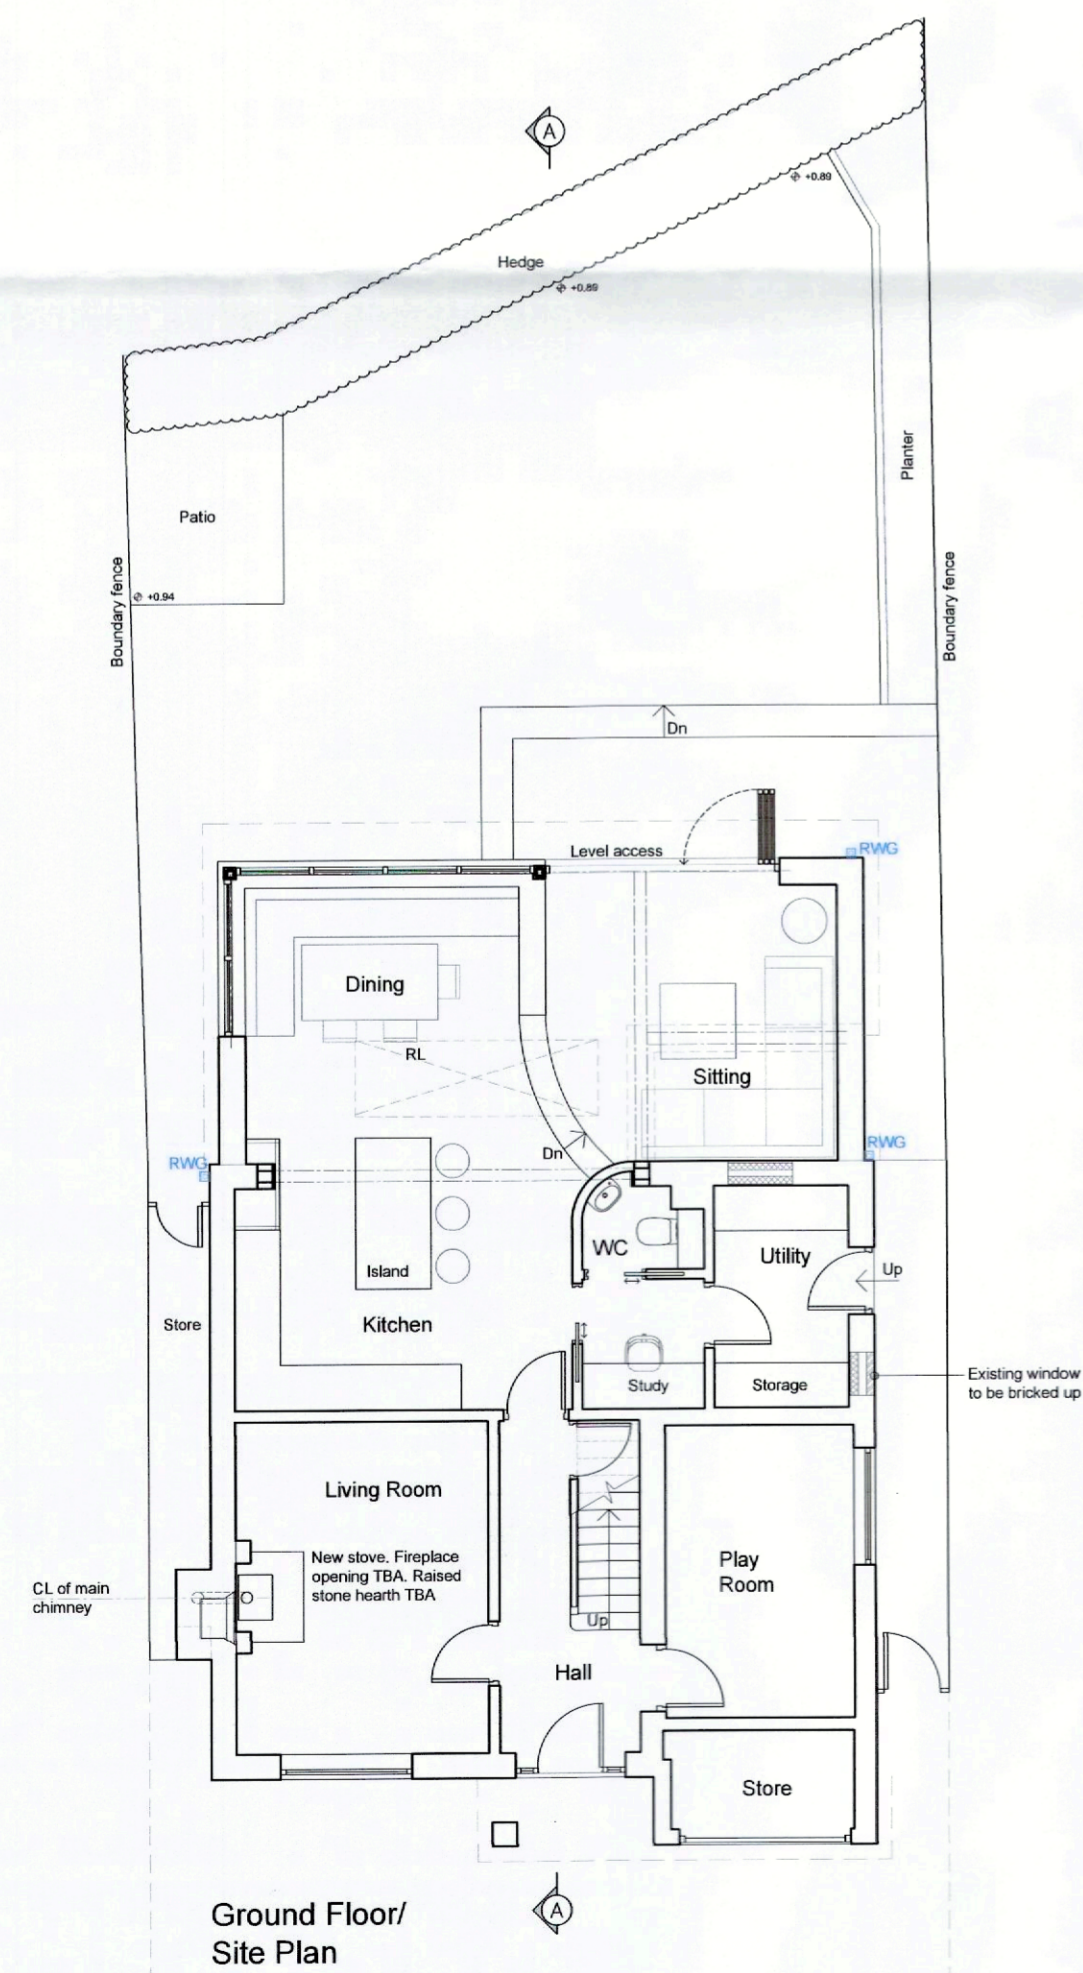 A
+0.89
Hedge
+0.89
Planter
Patio
+0.94
Boundary fence
Boundary fence
Dn
Level access
RWG
Dining
RL
Sitting
Dn
RWG
RWG
WC
Utility
Up
Island
Store
Kitchen
Study
Storage
Existing window
to be bricked up
Living Room
New stove. Fireplace
opening TBA. Raised
stone hearth TBA
Play
Room
CL of main
chimney
Up
Hall
Store
A
Ground Floor/
Site Plan